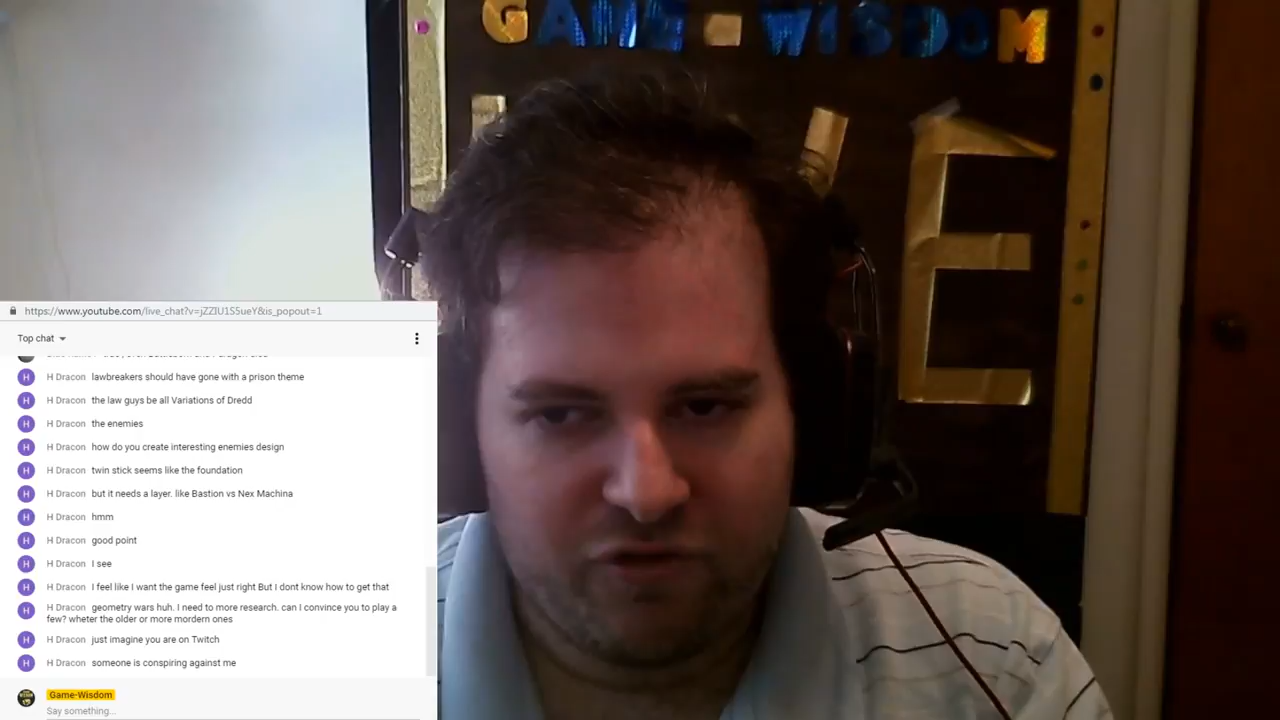 GAME-WISDOM
L VE
https://www.youtube.com/live_chat?v=jZZIU1S5ueY&is_popout=1
Top chat
H H Dracon lawbreakers should have gone with a prison theme
H H Dracon the law guys be all Variations of Dredd
H H Dracon the enemies
H H Dracon how do you create interesting enemies design
H H Dracon twin stick seems like the foundation
H H Dracon but it needs a layer. like Bastion vs Nex Machina
H H Dracon hmm
H H Dracon good point
H H Dracon I see
H H Dracon I feel like I want the game feel just right But I dont know how to get that
H H Dracon geometry wars huh. I need to more research. can I convince you to play a
few? wheter the older or more mordern ones
H H Dracon just imagine you are on Twitch
H H Dracon someone is conspiring against me
Game-Wisdom
Say something...